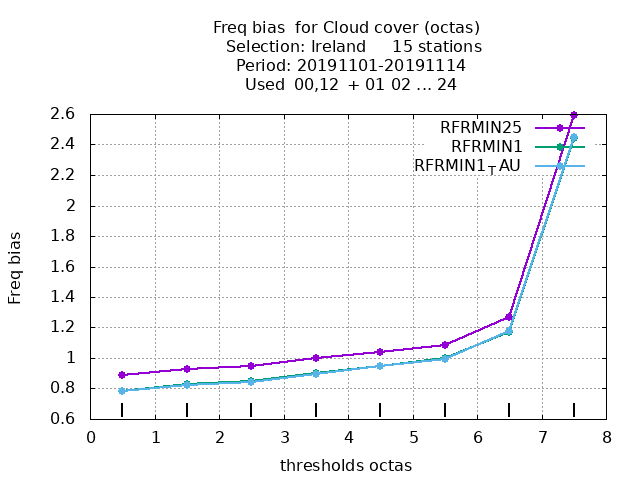 Freq bias for Cloud cover (octas)
Selection: Ireland 15 stations
Period: 20191101-20191114
Used 00,12 + 01 02 ... 24
RFRMIN25
RFRMIN1
RFRMIN1TAU
Freq bias
2.6
2.4
2.2
2
1.8
1.6
1.4
1.2
1
0.8
0.6
0 1 2 3 4 5 6 7 8
thresholds octas